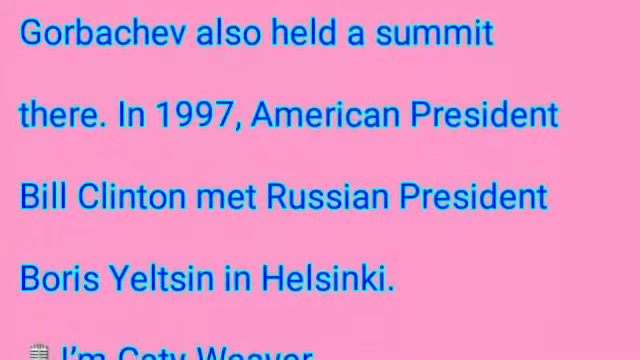 Gorbachev also held a summit
there. In 1997, American President
Bill Clinton met Russian President
Boris Yeltsin in Helsinki.
I'm Caty Weaver